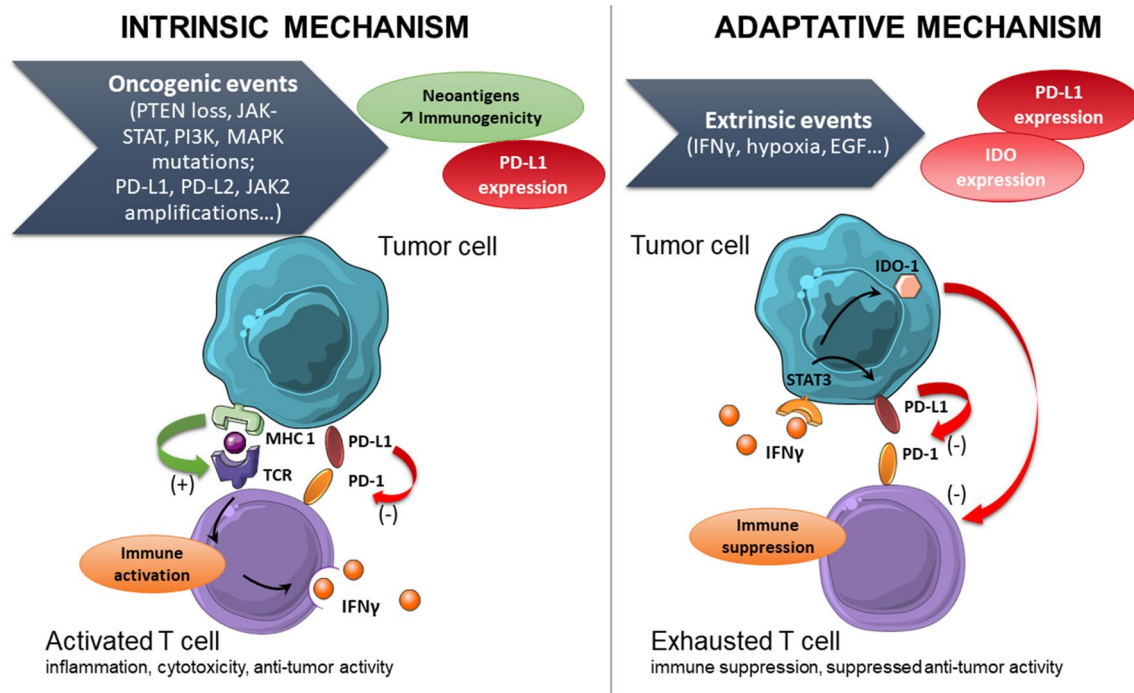 INTRINSIC MECHANISM
Oncogenic events
(PTEN loss, JAK-
STAT, PI3K, MAPK
mutations;
PD-L1, PD-L2, JAK2
amplifications…)
Neoantigens
↗ Immunogenicity
PD-L1
expression
Tumor cell
MHC 1
PD-L1
TCR
PD-1
(+)
(-)
Immune
activation
IFNγ
Activated T cell
inflammation, cytotoxicity, anti-tumor activity
ADAPTATIVE MECHANISM
Extrinsic events
(IFNγ, hypoxia, EGF…)
PD-L1
expression
IDO
expression
Tumor cell
IDO-1
STAT3
PD-L1
IFNγ
(-)
PD-1
(-)
Immune
suppression
Exhausted T cell
immune suppression, suppressed anti-tumor activity